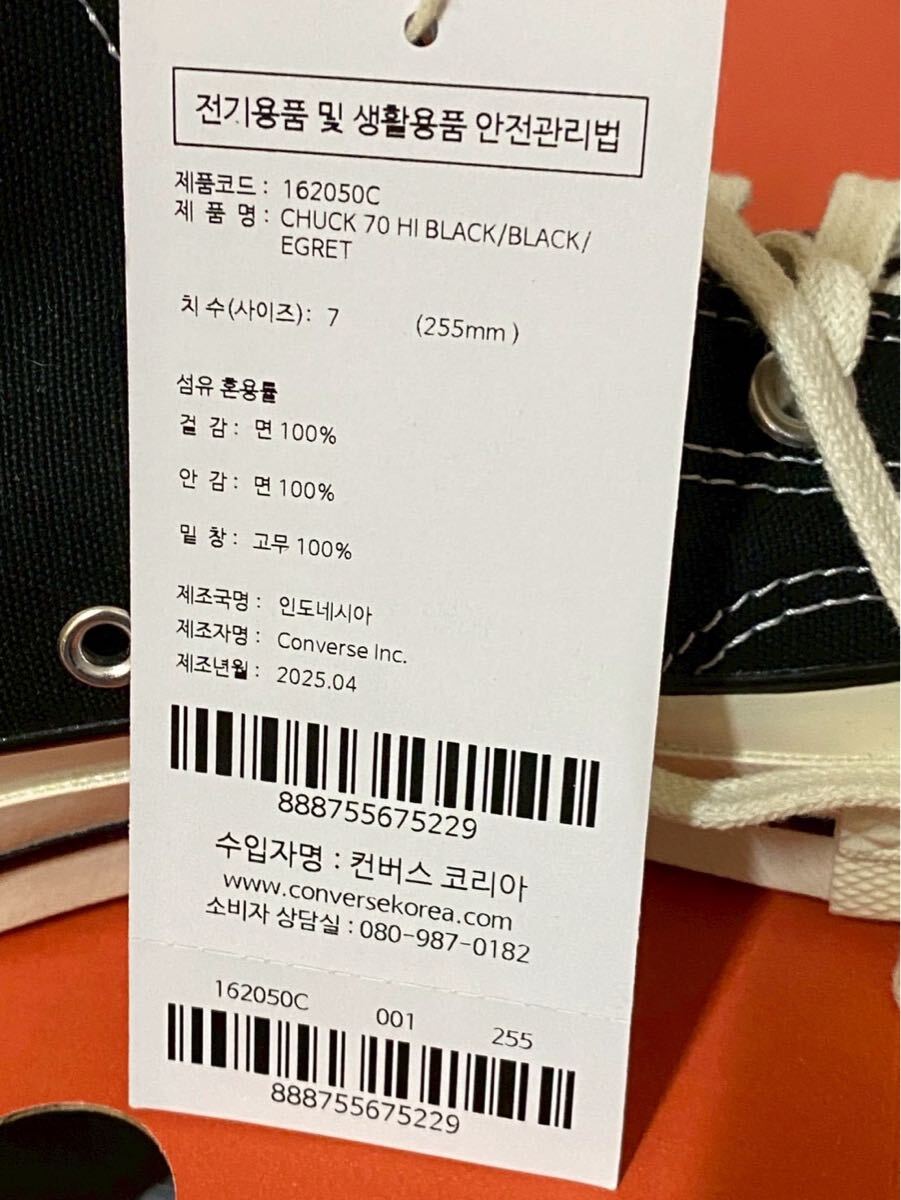 전기용품 및 생활용품 안전관리법
제품코드 : 162050C
제 품 명 : CHUCK 70 HI BLACK/BLACK/
EGRET
치 수(사이즈) : 7 (255mm )
섬유 혼용률
겉 감 : 면 100%
안 감 : 면 100%
밑 창 : 고무 100%
제조국명 : 인도네시아
제조자명 : Converse Inc.
제조년월 : 2025.04
888755675229
수입자명 : 컨버스 코리아
www.conversekorea.com
소비자 상담실 : 080-987-0182
162050C 001 255
888755675229